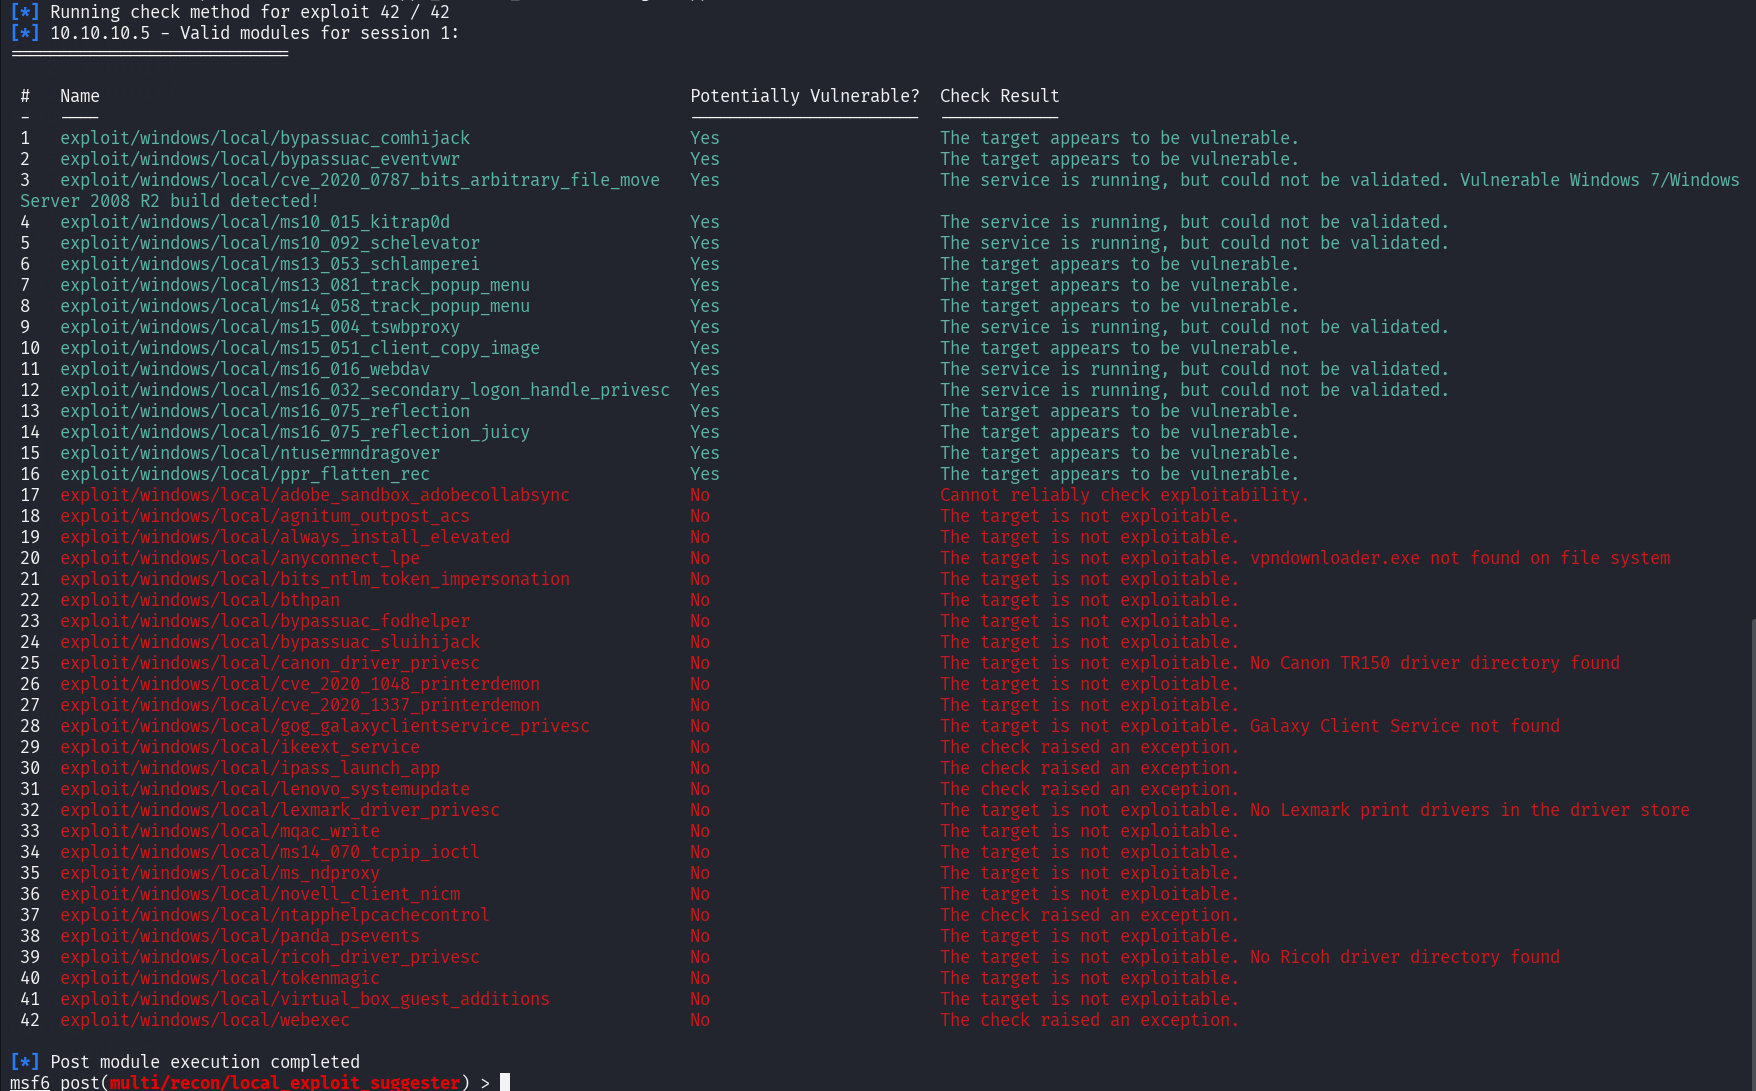 [*] Running check method for exploit 42 / 42
[*] 10.10.10.5 - Valid modules for session 1:
============================
#   Name                                                           Potentially Vulnerable?  Check Result
-   ----                                                           -----------------------  ------------
1   exploit/windows/local/bypassuac_comhijack                      Yes                      The target appears to be vulnerable.
2   exploit/windows/local/bypassuac_eventvwr                       Yes                      The target appears to be vulnerable.
3   exploit/windows/local/cve_2020_0787_bits_arbitrary_file_move   Yes                      The service is running, but could not be validated. Vulnerable Windows 7/Windows
Server 2008 R2 build detected!
4   exploit/windows/local/ms10_015_kitrap0d                        Yes                      The service is running, but could not be validated.
5   exploit/windows/local/ms10_092_schelevator                     Yes                      The service is running, but could not be validated.
6   exploit/windows/local/ms13_053_schlamperei                     Yes                      The target appears to be vulnerable.
7   exploit/windows/local/ms13_081_track_popup_menu                Yes                      The target appears to be vulnerable.
8   exploit/windows/local/ms14_058_track_popup_menu                Yes                      The target appears to be vulnerable.
9   exploit/windows/local/ms15_004_tswbproxy                       Yes                      The service is running, but could not be validated.
10  exploit/windows/local/ms15_051_client_copy_image               Yes                      The target appears to be vulnerable.
11  exploit/windows/local/ms16_016_webdav                          Yes                      The service is running, but could not be validated.
12  exploit/windows/local/ms16_032_secondary_logon_handle_privesc  Yes                      The service is running, but could not be validated.
13  exploit/windows/local/ms16_075_reflection                      Yes                      The target appears to be vulnerable.
14  exploit/windows/local/ms16_075_reflection_juicy                Yes                      The target appears to be vulnerable.
15  exploit/windows/local/ntusermndragover                         Yes                      The target appears to be vulnerable.
16  exploit/windows/local/ppr_flatten_rec                          Yes                      The target appears to be vulnerable.
17  exploit/windows/local/adobe_sandbox_adobecollabsync            No                       Cannot reliably check exploitability.
18  exploit/windows/local/agnitum_outpost_acs                      No                       The target is not exploitable.
19  exploit/windows/local/always_install_elevated                  No                       The target is not exploitable.
20  exploit/windows/local/anyconnect_lpe                           No                       The target is not exploitable. vpndownloader.exe not found on file system
21  exploit/windows/local/bits_ntlm_token_impersonation            No                       The target is not exploitable.
22  exploit/windows/local/bthpan                                   No                       The target is not exploitable.
23  exploit/windows/local/bypassuac_fodhelper                      No                       The target is not exploitable.
24  exploit/windows/local/bypassuac_sluihijack                     No                       The target is not exploitable.
25  exploit/windows/local/canon_driver_privesc                     No                       The target is not exploitable. No Canon TR150 driver directory found
26  exploit/windows/local/cve_2020_1048_printerdemon               No                       The target is not exploitable.
27  exploit/windows/local/cve_2020_1337_printerdemon               No                       The target is not exploitable.
28  exploit/windows/local/gog_galaxyclientservice_privesc          No                       The target is not exploitable. Galaxy Client Service not found
29  exploit/windows/local/ikeext_service                           No                       The check raised an exception.
30  exploit/windows/local/ipass_launch_app                         No                       The check raised an exception.
31  exploit/windows/local/lenovo_systemupdate                      No                       The check raised an exception.
32  exploit/windows/local/lexmark_driver_privesc                   No                       The target is not exploitable. No Lexmark print drivers in the driver store
33  exploit/windows/local/mqac_write                               No                       The target is not exploitable.
34  exploit/windows/local/ms14_070_tcpip_ioctl                     No                       The target is not exploitable.
35  exploit/windows/local/ms_ndproxy                               No                       The target is not exploitable.
36  exploit/windows/local/novell_client_nicm                       No                       The target is not exploitable.
37  exploit/windows/local/ntapphelpcachecontrol                    No                       The check raised an exception.
38  exploit/windows/local/panda_psevents                           No                       The target is not exploitable.
39  exploit/windows/local/ricoh_driver_privesc                     No                       The target is not exploitable. No Ricoh driver directory found
40  exploit/windows/local/tokenmagic                               No                       The target is not exploitable.
41  exploit/windows/local/virtual_box_guest_additions              No                       The target is not exploitable.
42  exploit/windows/local/webexec                                  No                       The check raised an exception.
[*] Post module execution completed
msf6 post(multi/recon/local_exploit_suggester) >